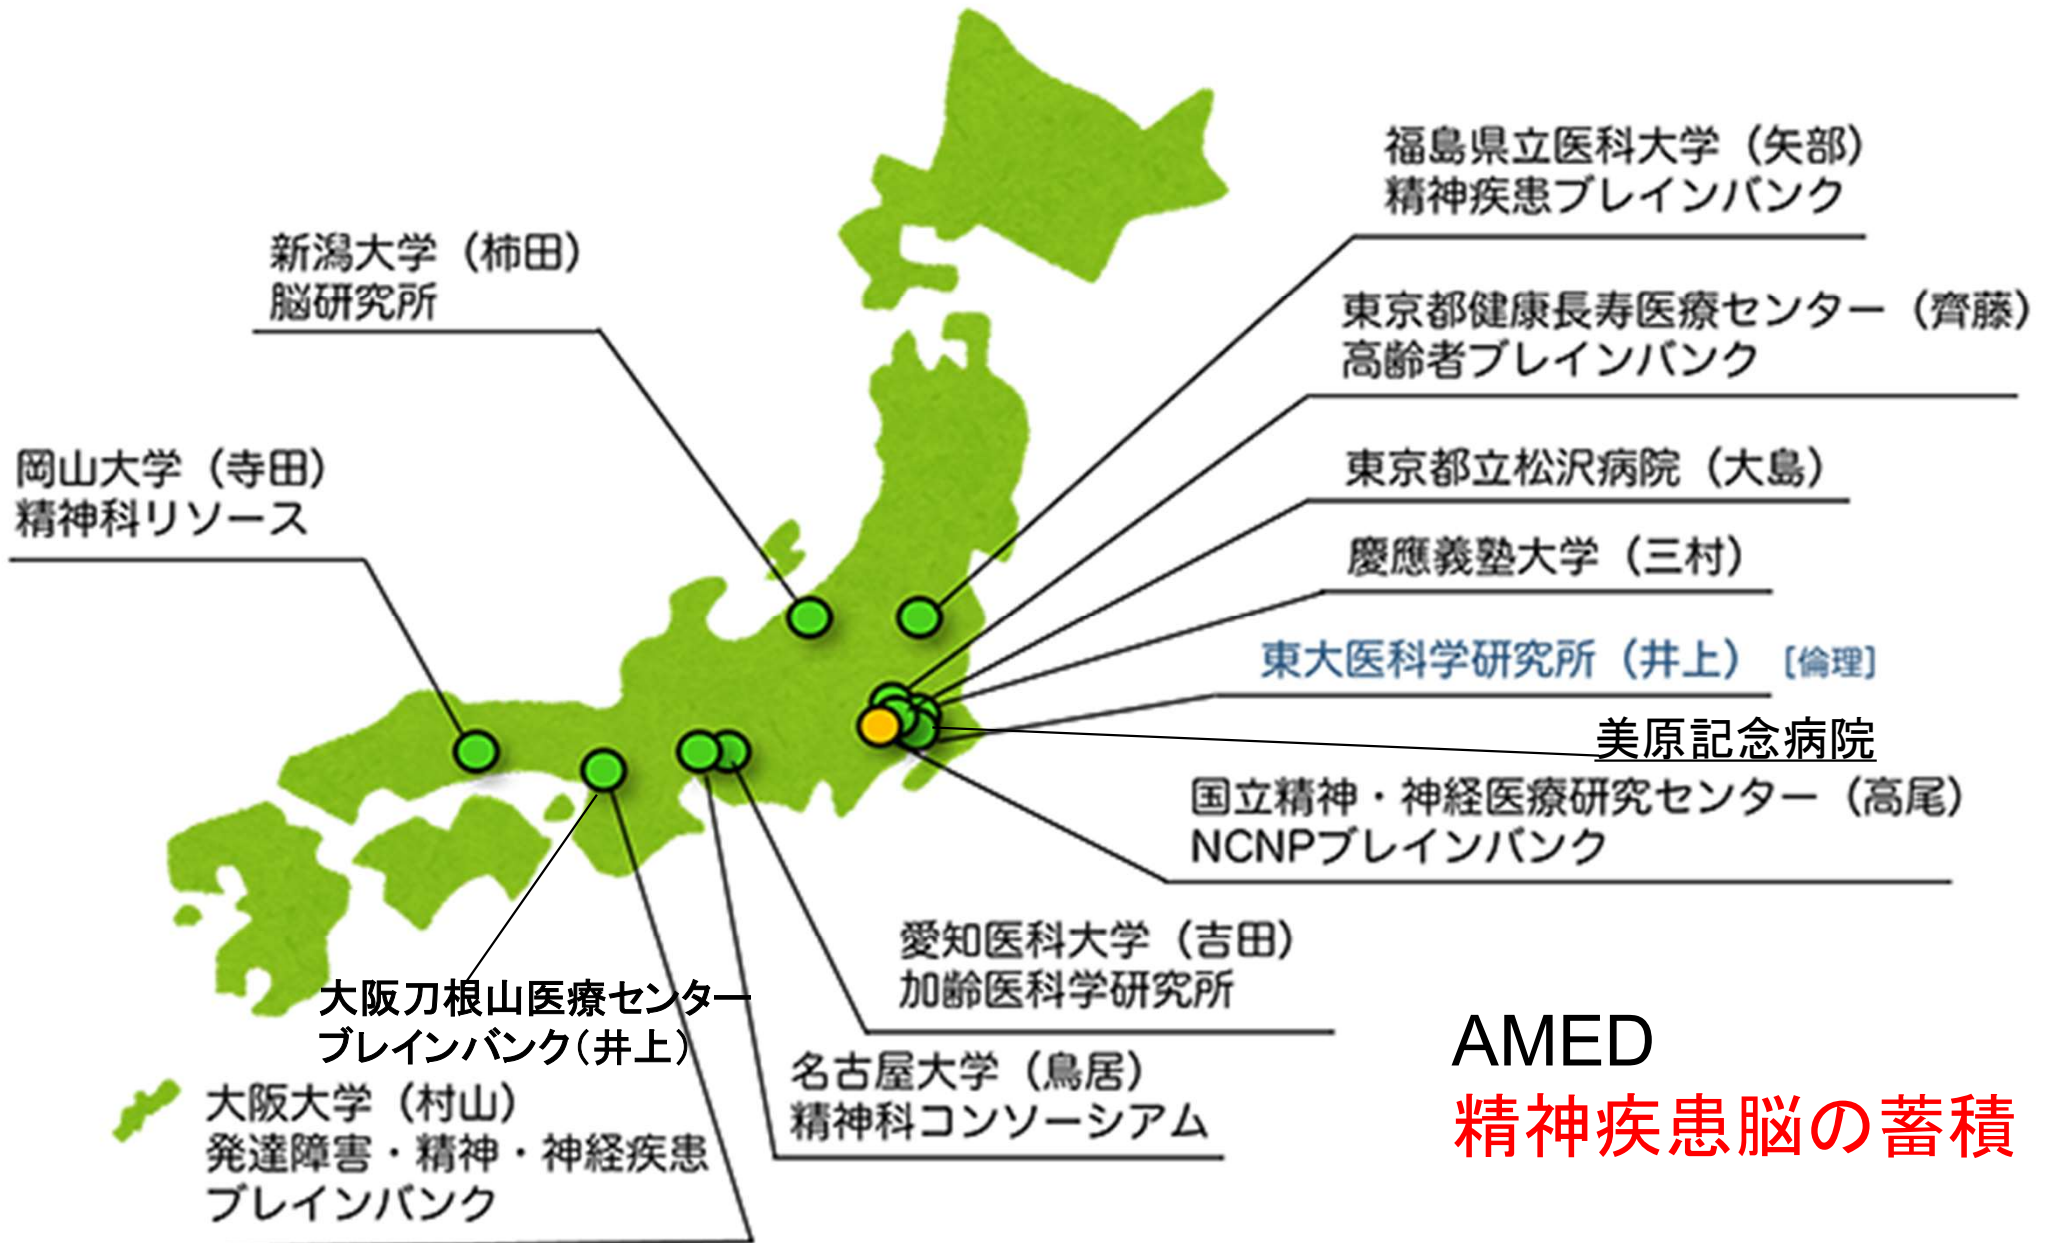 福島県立医科大学（矢部）
精神疾患ブレインバンク
新潟大学（柿田）
脳研究所
東京都健康長寿医療センター（齊藤）
高齢者ブレインバンク
岡山大学（寺田）
精神科リソース
東京都立松沢病院（大島）
慶應義塾大学（三村）
東大医科学研究所（井上）［倫理］
美原記念病院
国立精神・神経医療研究センター（高尾）
NCNPブレインバンク
愛知医科大学（吉田）
加齢医科学研究所
大阪刀根山医療センター
ブレインバンク（井上）
名古屋大学（鳥居）
精神科コンソーシアム
大阪大学（村山）
発達障害・精神・神経疾患
ブレインバンク
AMED
精神疾患脳の蓄積